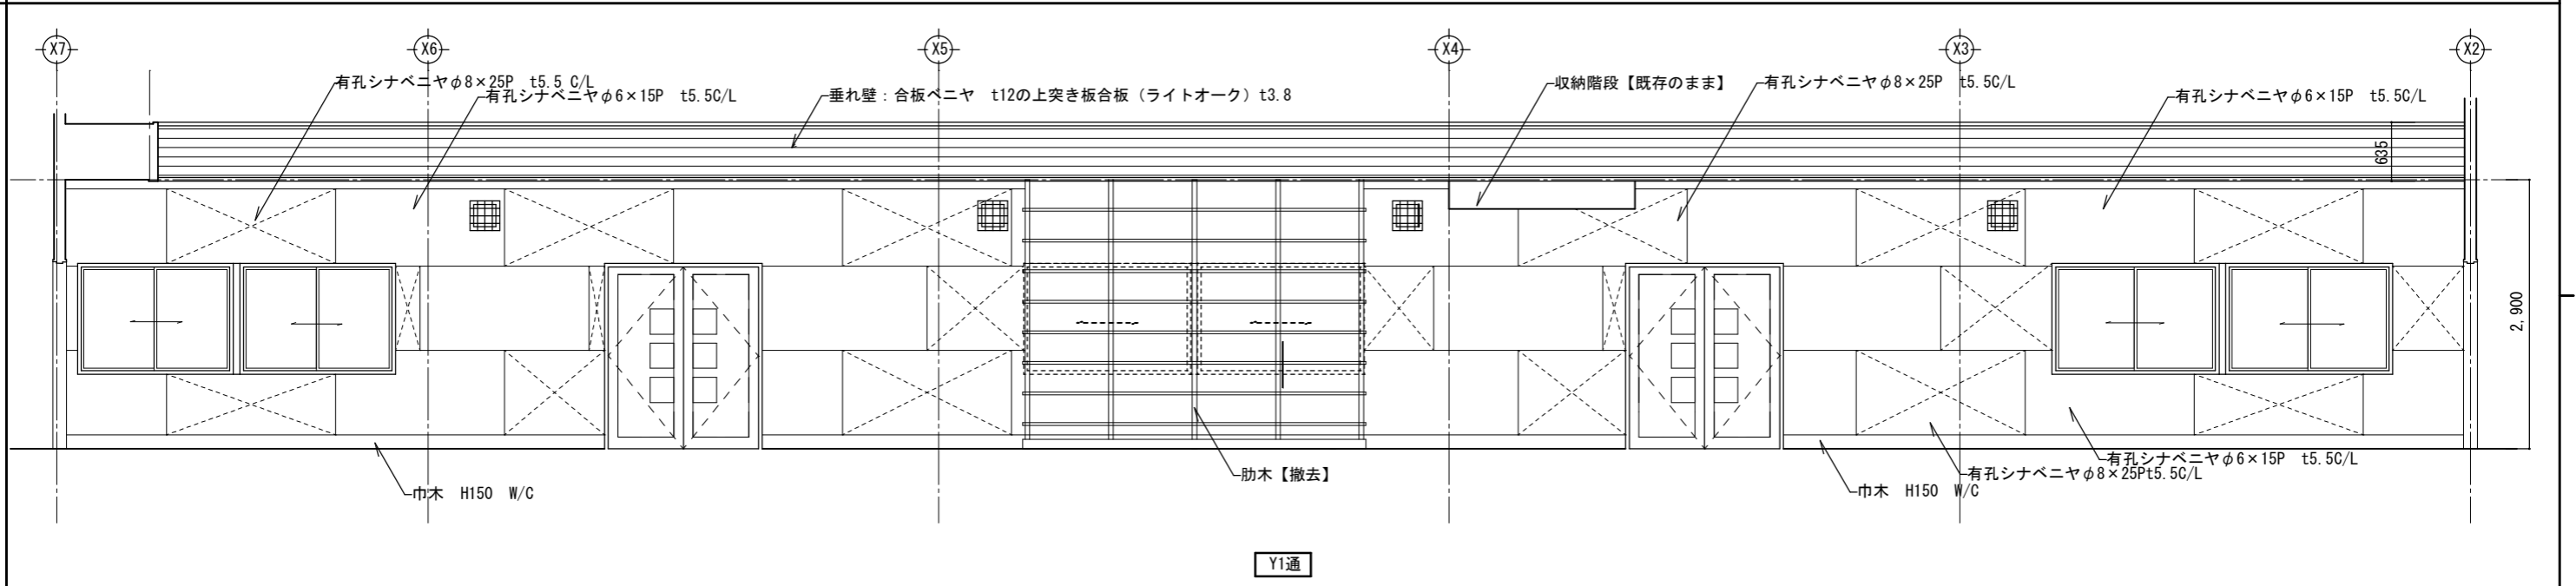 X7 X6 X5 X4 X3 X2
有孔シナベニヤφ8×25P t5.5 C/L
有孔シナベニヤφ6×15P t5.5C/L
垂れ壁：合板ベニヤ t12の上突き板合板（ライトオーク）t3.8
収納階段【既存のまま】
有孔シナベニヤφ8×25P t5.5C/L
有孔シナベニヤφ6×15P t5.5C/L
635
2,900
巾木 H150 W/C
肋木【撤去】
有孔シナベニヤφ6×15P t5.5C/L
有孔シナベニヤφ8×25Pt5.5C/L
巾木 H150 W/C
Y1通